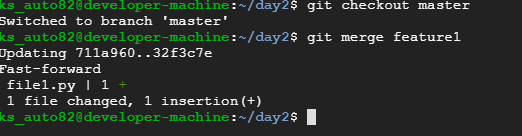 ks_auto82@developer-machine:~/day2$ git checkout master
Switched to branch 'master'
ks_auto82@developer-machine:~/day2$ git merge feature1
Updating 711a960..32f3c7e
Fast-forward
 file1.py | 1 +
 1 file changed, 1 insertion(+)
ks_auto82@developer-machine:~/day2$